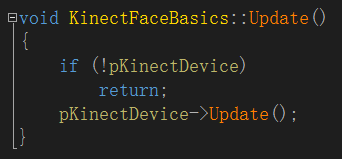 void KinectFaceBasics::Update()
{
    if (!pKinectDevice)
        return;
    pKinectDevice->Update();
}